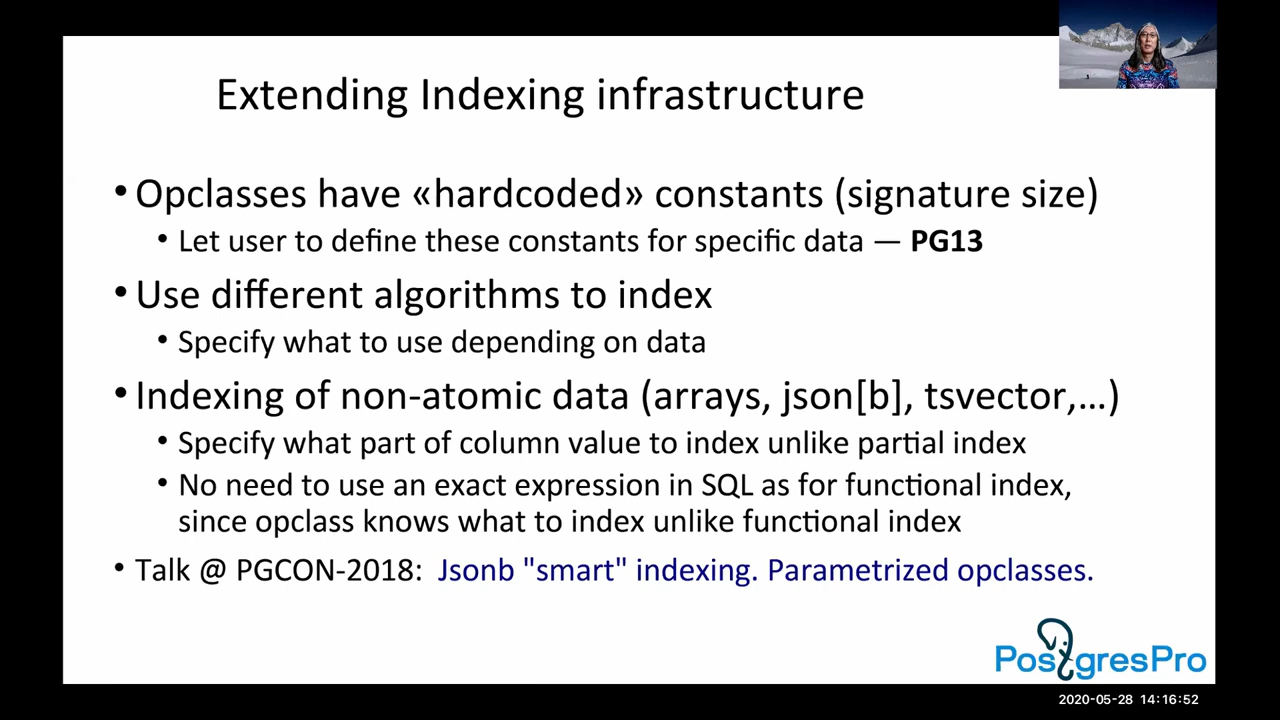 Extending Indexing infrastructure
• Opclasses have «hardcoded» constants (signature size)
• Let user to define these constants for specific data — PG13
• Use different algorithms to index
• Specify what to use depending on data
• Indexing of non-atomic data (arrays, json[b], tsvector,...)
• Specify what part of column value to index unlike partial index
• No need to use an exact expression in SQL as for functional index,
since opclass knows what to index unlike functional index
• Talk @ PGCON-2018: Jsonb "smart" indexing. Parametrized opclasses.
PostgresPro
2020-05-28 14:16:52